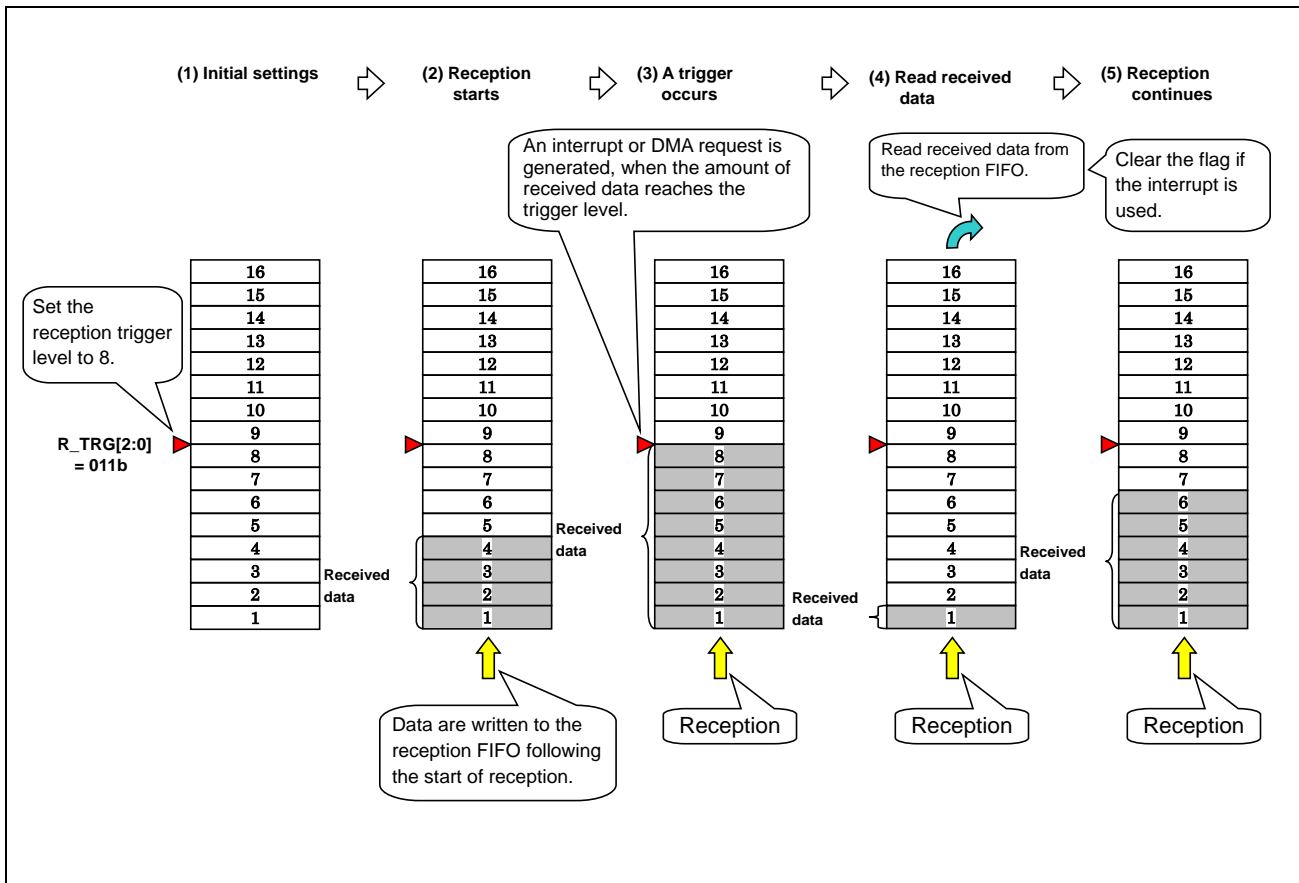 (1) Initial settings
(2) Reception
starts
(3) A trigger
occurs
(4) Read received
data
(5) Reception
continues
An interrupt or DMA request is
generated, when the amount of
received data reaches the
trigger level.
Read received data from
the reception FIFO.
Clear the flag if
the interrupt is
used.
Set the
reception trigger
level to 8.
R_TRG[2:0]
= 011b
16
15
14
13
12
11
10
9
8
7
6
5
4
3
2
1
Received
data
16
15
14
13
12
11
10
9
8
7
6
5
4
3
2
1
Received
data
16
15
14
13
12
11
10
9
8
7
6
5
4
3
2
1
Received
data
16
15
14
13
12
11
10
9
8
7
6
5
4
3
2
1
Received
data
16
15
14
13
12
11
10
9
8
7
6
5
4
3
2
1
Data are written to the
reception FIFO following
the start of reception.
Reception
Reception
Reception